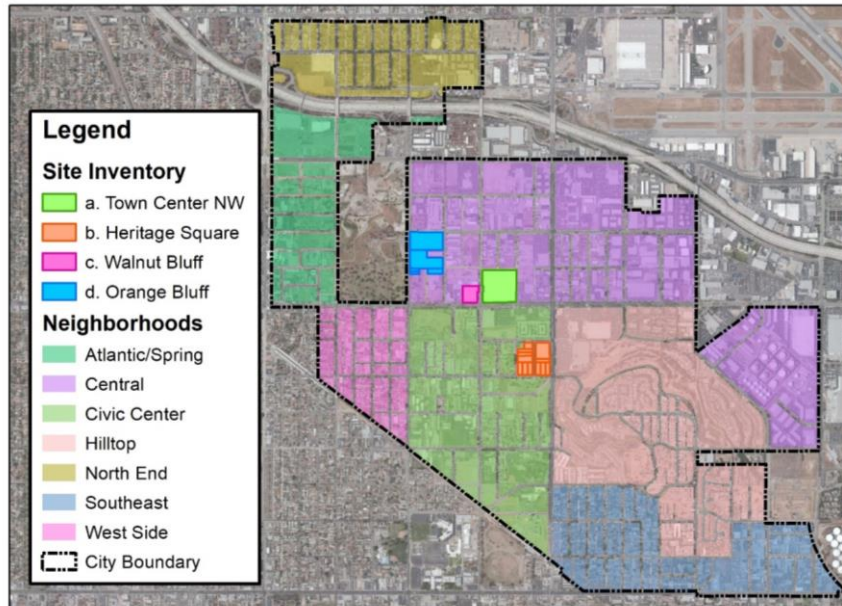 Legend
Site Inventory
a. Town Center NW
b. Heritage Square
c. Walnut Bluff
d. Orange Bluff
Neighborhoods
Atlantic/Spring
Central
Civic Center
Hilltop
North End
Southeast
West Side
City Boundary